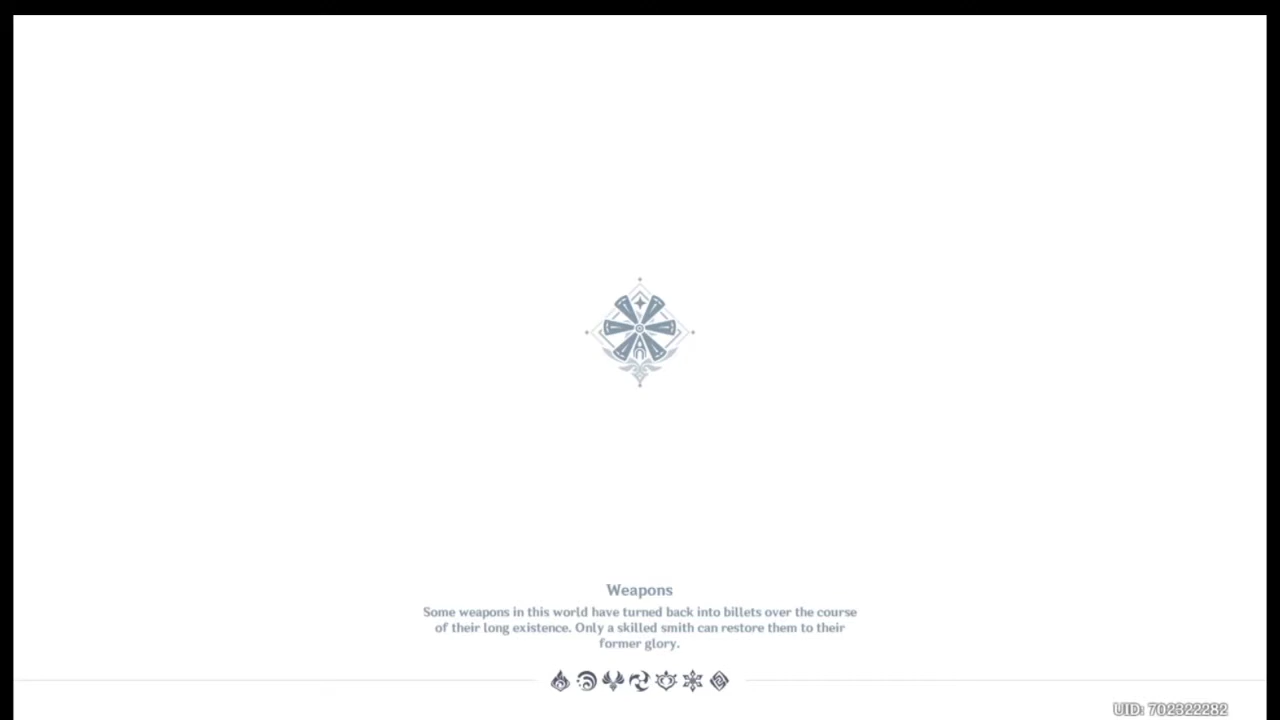 Weapons
Some weapons in this world have turned back into billets over the course
of their long existence. Only a skilled smith can restore them to their
former glory.
UID: 702322282